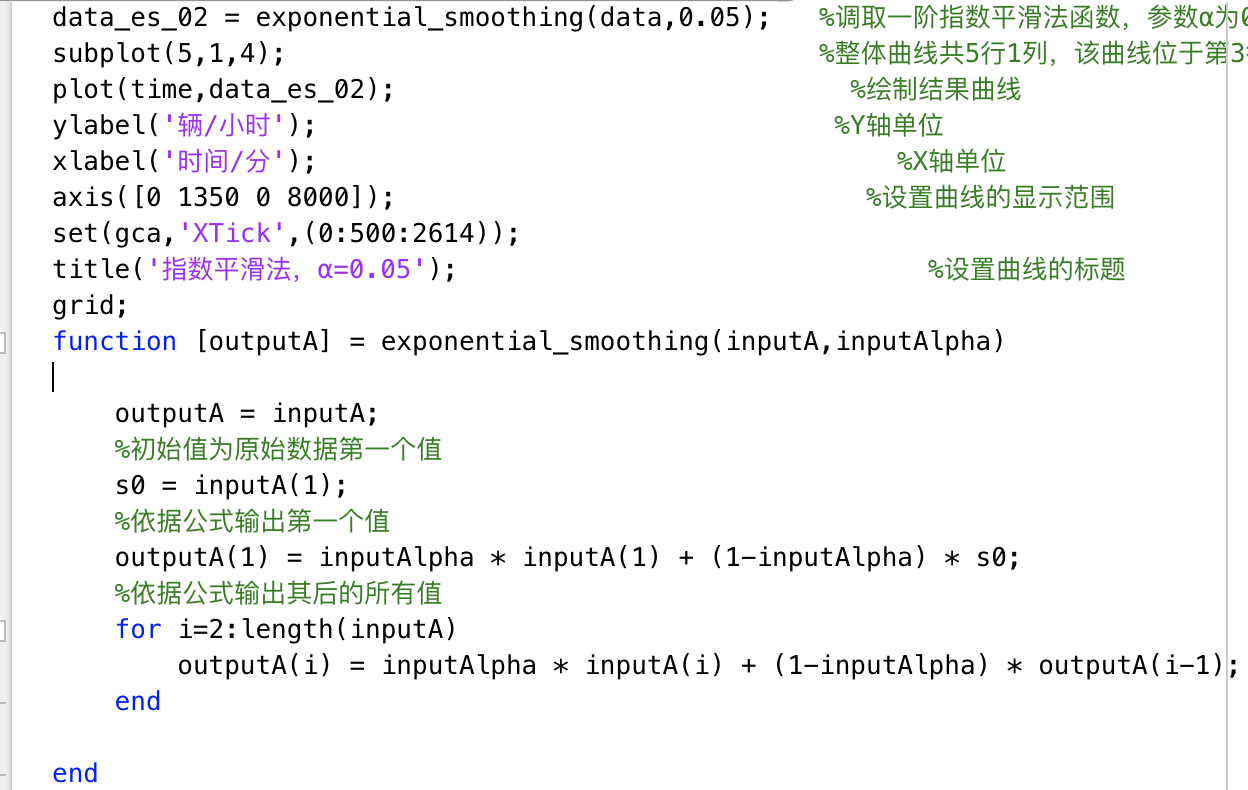 data_es_02 = exponential_smoothing(data,0.05); %调取一阶指数平滑法函数，参数α为
subplot(5,1,4); %整体曲线共5行1列，该曲线位于第3
plot(time,data_es_02); %绘制结果曲线
ylabel('辆/小时'); %Y轴单位
xlabel('时间/分'); %X轴单位
axis([0 1350 0 8000]); %设置曲线的显示范围
set(gca,'XTick',(0:500:2614));
title('指数平滑法，α=0.05'); %设置曲线的标题
grid;
function [outputA] = exponential_smoothing(inputA,inputAlpha)
outputA = inputA;
%初始值为原始数据第一个值
s0 = inputA(1);
%依据公式输出第一个值
outputA(1) = inputAlpha * inputA(1) + (1-inputAlpha) * s0;
%依据公式输出其后的所有值
for i=2:length(inputA)
outputA(i) = inputAlpha * inputA(i) + (1-inputAlpha) * outputA(i-1);
end
end